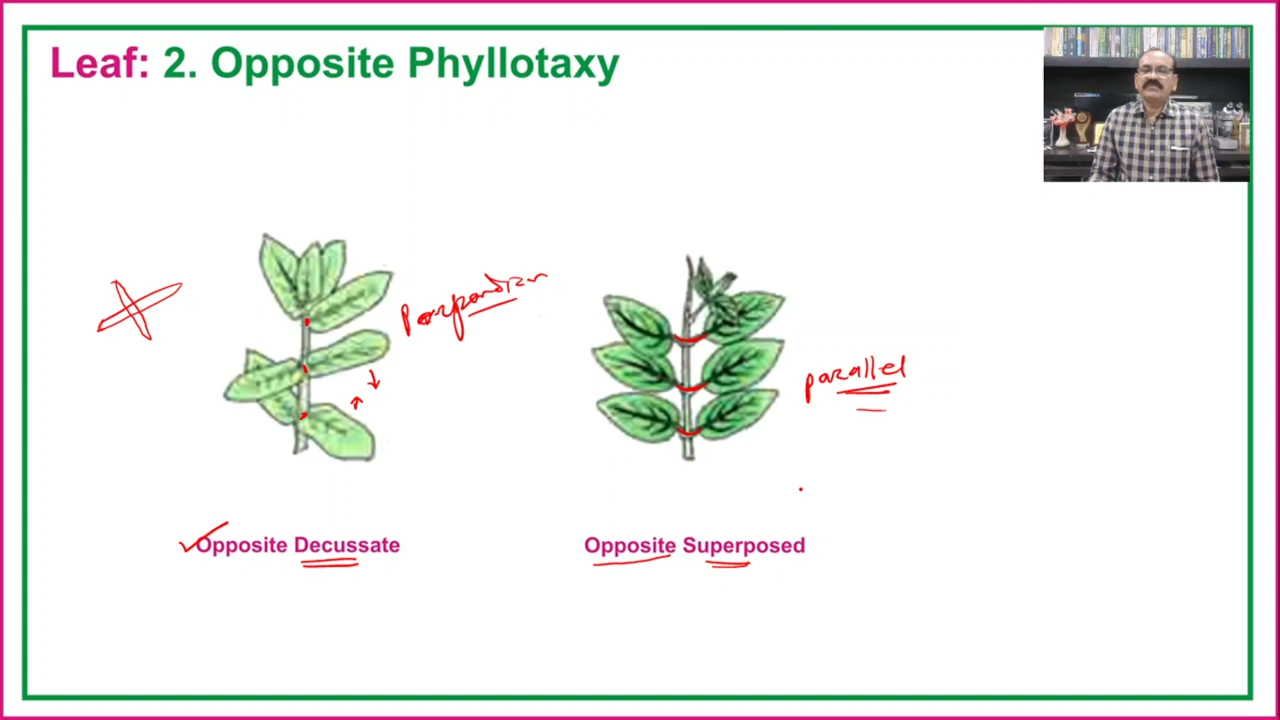 Leaf: 2. Opposite Phyllotaxy
parallel
Opposite Decussate
Opposite Superposed